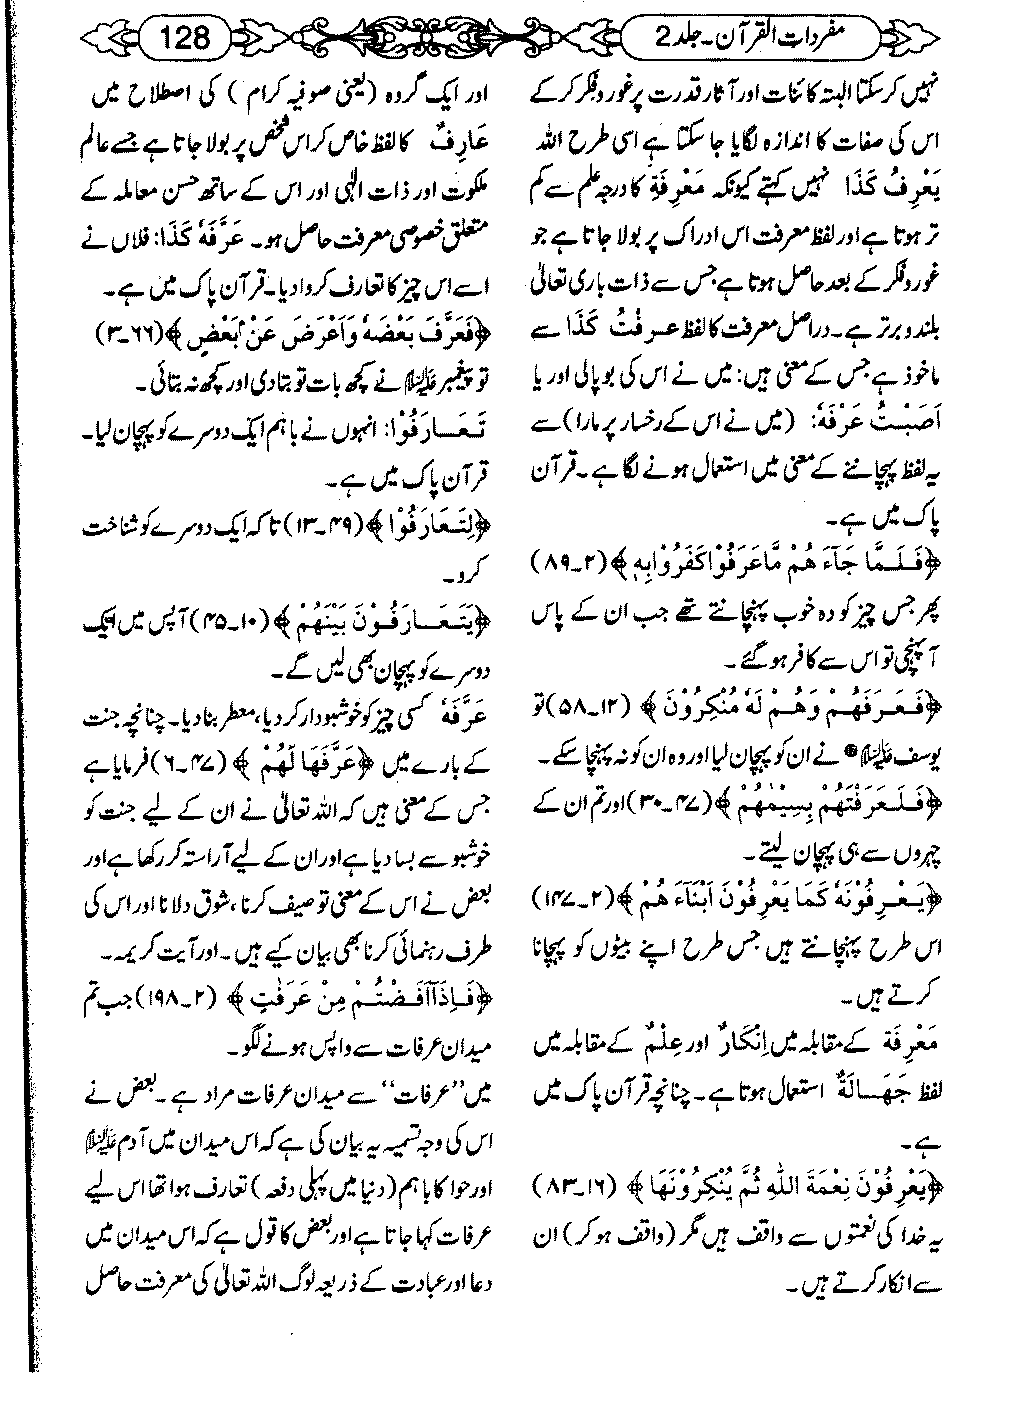 مفردات القرآن۔جلد 2
128
نہیں کر سکتا البتہ کائنات اور آثار قدرت پر غور و فکر کر کے
اس کی صفات کا اندازہ لگایا جا سکتا ہے اسی طرح اللہ
یَعْرِفُ کَذَا نہیں کہتے کیونکہ مَعْرِفَةِ کا درجہ علم سے کم
تر ہوتا ہے اور لفظ معرفت اس ادراک پر بولا جاتا ہے جو
غور و فکر کے بعد حاصل ہوتا ہے جس سے ذات باری تعالیٰ
بلند و برتر ہے۔ دراصل معرفت کا لفظ عرفْتُ کَذَا سے
ماخوذ ہے جس کے معنی ہیں: میں نے اس کی بو پالی اور یا
اَصَبْتُ عَرْفَهٗ: (میں نے اس کے رخسار پر مارا) سے
یہ لفظ پہچاننے کے معنی میں استعمال ہونے لگا ہے۔ قرآن
پاک میں ہے۔
﴿فَلَمَّا جَآءَ هُمْ مَّا عَرَفُوْا كَفَرُوْا بِهٖ﴾ (۲۔۸۹)
پھر جس چیز کو وہ خوب پہنچانتے تھے جب ان کے پاس
آ پہنچی تو اس سے کافر ہو گئے۔
﴿فَعَرَفَهُمْ وَهُمْ لَهٗ مُنْكِرُوْنَ﴾ (۱۲۔۵۸) تو
یوسف علیہ السلام نے ان کو پہچان لیا اور وہ ان کو نہ پہنچا سکے۔
﴿فَلَعَرَفْتَهُمْ بِسِيْمٰهُمْ﴾ (۴۷۔۳۰) اور تم ان کے
چہروں سے ہی پہچان لیتے۔
﴿يَعْرِفُوْنَهٗ كَمَا يَعْرِفُوْنَ اَبْنَآءَ هُمْ﴾ (۲۔۱۴۷)
اس طرح پہنچانتے ہیں جس طرح اپنے بیٹوں کو پہچانا
کرتے ہیں۔
مَعْرِفَة کے مقابلہ میں اِنْکَارٌ اور عِلْمٌ کے مقابلہ میں
لفظ جَهَالَةٌ استعمال ہوتا ہے۔ چنانچہ قرآن پاک میں
ہے۔
﴿يَعْرِفُوْنَ نِعْمَةَ اللّٰهِ ثُمَّ يُنْكِرُوْنَهَا﴾ (۱۶۔۸۳)
یہ خدا کی نعمتوں سے واقف ہیں مگر (واقف ہو کر) ان
سے انکار کرتے ہیں۔
اور ایک گروہ (یعنی صوفیہ کرام) کی اصطلاح میں
عَارِفٌ کا لفظ خاص کر اس شخص پر بولا جاتا ہے جسے عالم
ملکوت اور ذات الٰہی اور اس کے ساتھ حسن معاملہ کے
متعلق خصوصی معرفت حاصل ہو۔ عَرَّفَهٗ کَذَا: فلاں نے
اسے اس چیز کا تعارف کروا دیا۔ قرآن پاک میں ہے۔
﴿فَعَرَّفَ بَعْضَهٗ وَاَعْرَضَ عَنْ بَعْضٍ﴾ (۶۶۔۳)
تو پیغمبر علیہ السلام نے کچھ بات تو بتا دی اور کچھ نہ بتائی۔
تَعَارَفُوْا: انہوں نے باہم ایک دوسرے کو پہچان لیا۔
قرآن پاک میں ہے۔
﴿لِتَعَارَفُوْا﴾ (۴۹۔۱۳) تاکہ ایک دوسرے کو شناخت
کرو۔
﴿يَتَعَارَفُوْنَ بَيْنَهُمْ﴾ (۱۰۔۴۵) آپس میں ایک
دوسرے کو پہچان بھی لیں گے۔
عَرَّفَهٗ کسی چیز کو خوشبودار کر دیا، معطر بنا دیا۔ چنانچہ جنت
کے بارے میں ﴿عَرَّفَهَا لَهُمْ﴾ (۴۷۔۶) فرمایا ہے
جس کے معنی ہیں کہ اللہ تعالیٰ نے ان کے لیے جنت کو
خوشبو سے بسا دیا ہے اور ان کے لیے آراستہ کر رکھا ہے اور
بعض نے اس کے معنی توصیف کرنا، شوق دلانا اور اس کی
طرف رہنمائی کرنا بھی بیان کیے ہیں۔ اور آیت کریمہ۔
﴿فَاِذَآ اَفَضْتُمْ مِنْ عَرَفٰتٍ﴾ (۲۔۱۹۸) جب تم
میدان عرفات سے واپس ہونے لگو۔
میں ’’عرفات‘‘ سے میدان عرفات مراد ہے۔ بعض نے
اس کی وجہ تسمیہ یہ بیان کی ہے کہ اس میدان میں آدم علیہ السلام
اور حوا کا باہم (دنیا میں پہلی دفعہ) تعارف ہوا تھا اس لیے
عرفات کہا جاتا ہے اور بعض کا قول ہے کہ اس میدان میں
دعا اور عبادت کے ذریعہ لوگ اللہ تعالیٰ کی معرفت حاصل